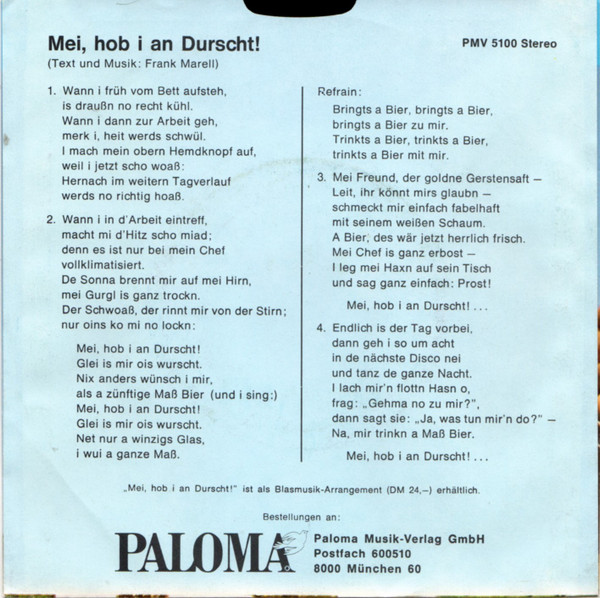 Mei, hob i an Durscht!
(Text und Musik: Frank Marell)
PMV 5100 Stereo
1. Wann i früh vom Bett aufsteh,
is draußn no recht kühl.
Wann i dann zur Arbeit geh,
merk i, heit werds schwül.
I mach mein obern Hemdknopf auf,
weil i jetzt scho woaß:
Hernach im weitern Tagverlauf
werds no richtig hoaß.
2. Wann i in d'Arbeit eintreff,
macht mi d'Hitz scho miad;
denn es ist nur bei mein Chef
vollklimatisiert.
De Sonna brennt mir auf mei Hirn,
mei Gurgl is ganz trockn.
Der Schwoaß, der rinnt mir von der Stirn;
nur oins ko mi no lockn:
Mei, hob i an Durscht!
Glei is mir ois wurscht.
Nix anders wünsch i mir,
als a zünftige Maß Bier (und i sing:)
Mei, hob i an Durscht!
Glei is mir ois wurscht.
Net nur a winzigs Glas,
i wui a ganze Maß.
Refrain:
Bringts a Bier, bringts a Bier,
bringts a Bier zu mir.
Trinkts a Bier, trinkts a Bier,
trinkts a Bier mit mir.
3. Mei Freund, der goldne Gerstensaft –
Leit, ihr könnt mirs glaubn –
schmeckt mir einfach fabelhaft
mit seinem weißen Schaum.
A Bier, des wär jetzt herrlich frisch.
Mei Chef is ganz erbost –
I leg mei Haxn auf sein Tisch
und sag ganz einfach: Prost!
Mei, hob i an Durscht! . . .
4. Endlich is der Tag vorbei,
dann geh i so um acht
in de nächste Disco nei
und tanz de ganze Nacht.
I lach mir'n flottn Hasn o,
frag: „Gehma no zu mir?",
dann sagt sie: „Ja, was tun mir'n do?" –
Na, mir trinkn a Maß Bier.
Mei, hob i an Durscht! . . .
„Mei, hob i an Durscht!" ist als Blasmusik-Arrangement (DM 24,–) erhältlich.
Bestellungen an:
PALOMA
Paloma Musik-Verlag GmbH
Postfach 600510
8000 München 60